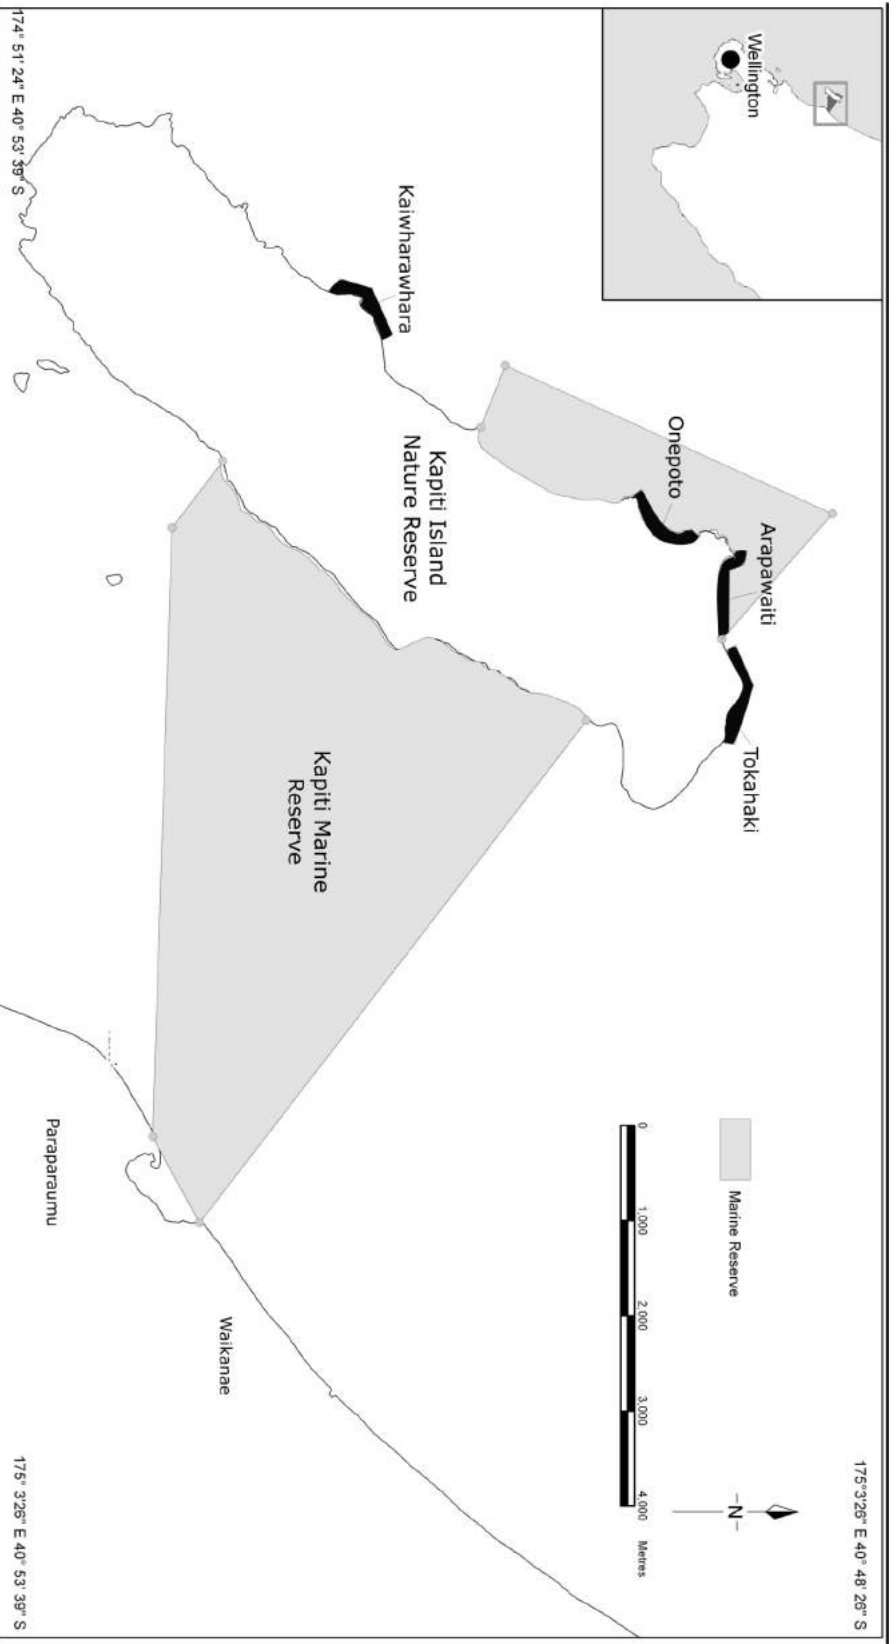 Wellington
Kaiwharawhara
Onepoto
Arapawaiti
Tokahaki
Kapiti Island
Nature Reserve
Kapiti Marine
Reserve
Marine Reserve
0
1,000
2,000
3,000
4,000
Metres
-N-
175°3'26" E 40° 48' 26" S
Waikanae
Paraparaumu
174° 51' 24" E 40° 53' 39" S
175° 3'26" E 40° 53' 39" S